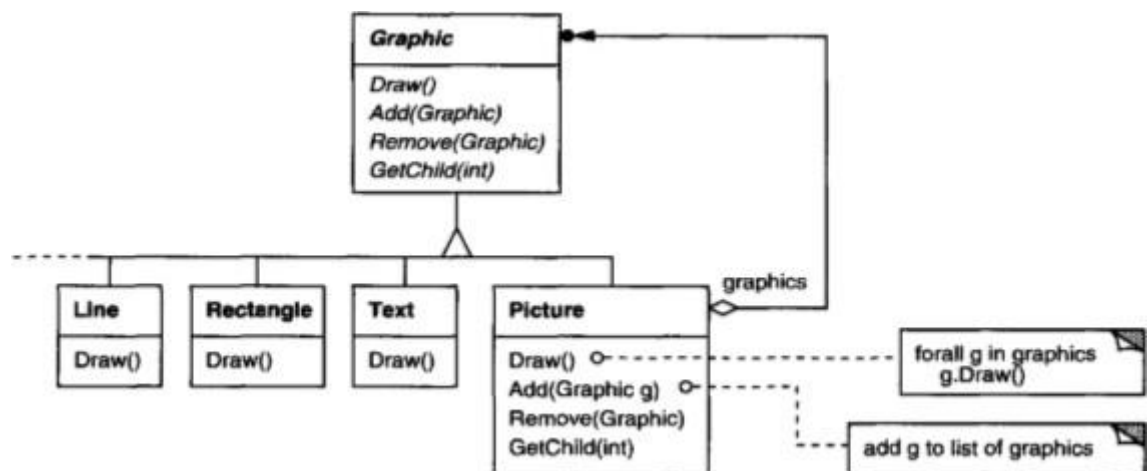 Graphic
Draw()
Add(Graphic)
Remove(Graphic)
GetChild(int)
graphics
Line
Draw()
Rectangle
Draw()
Text
Draw()
Picture
Draw()
Add(Graphic g)
Remove(Graphic)
GetChild(int)
forall g in graphics
g.Draw()
add g to list of graphics